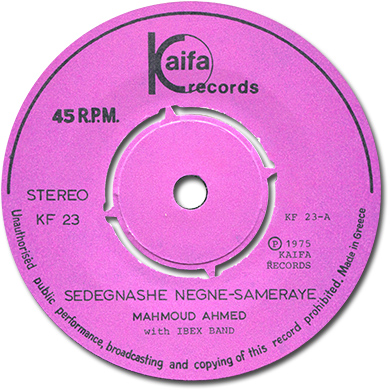 Kaifa
records
45 R.P.M.
STEREO
KF 23
KF 23-A
Ⓟ 1975
KAIFA
RECORDS
SEDEGNASHE NEGNE-SAMERAYE
MAHMOUD AHMED
with IBEX BAND
Unauthorised public performance, broadcasting and copying of this record prohibited. Made in Greece